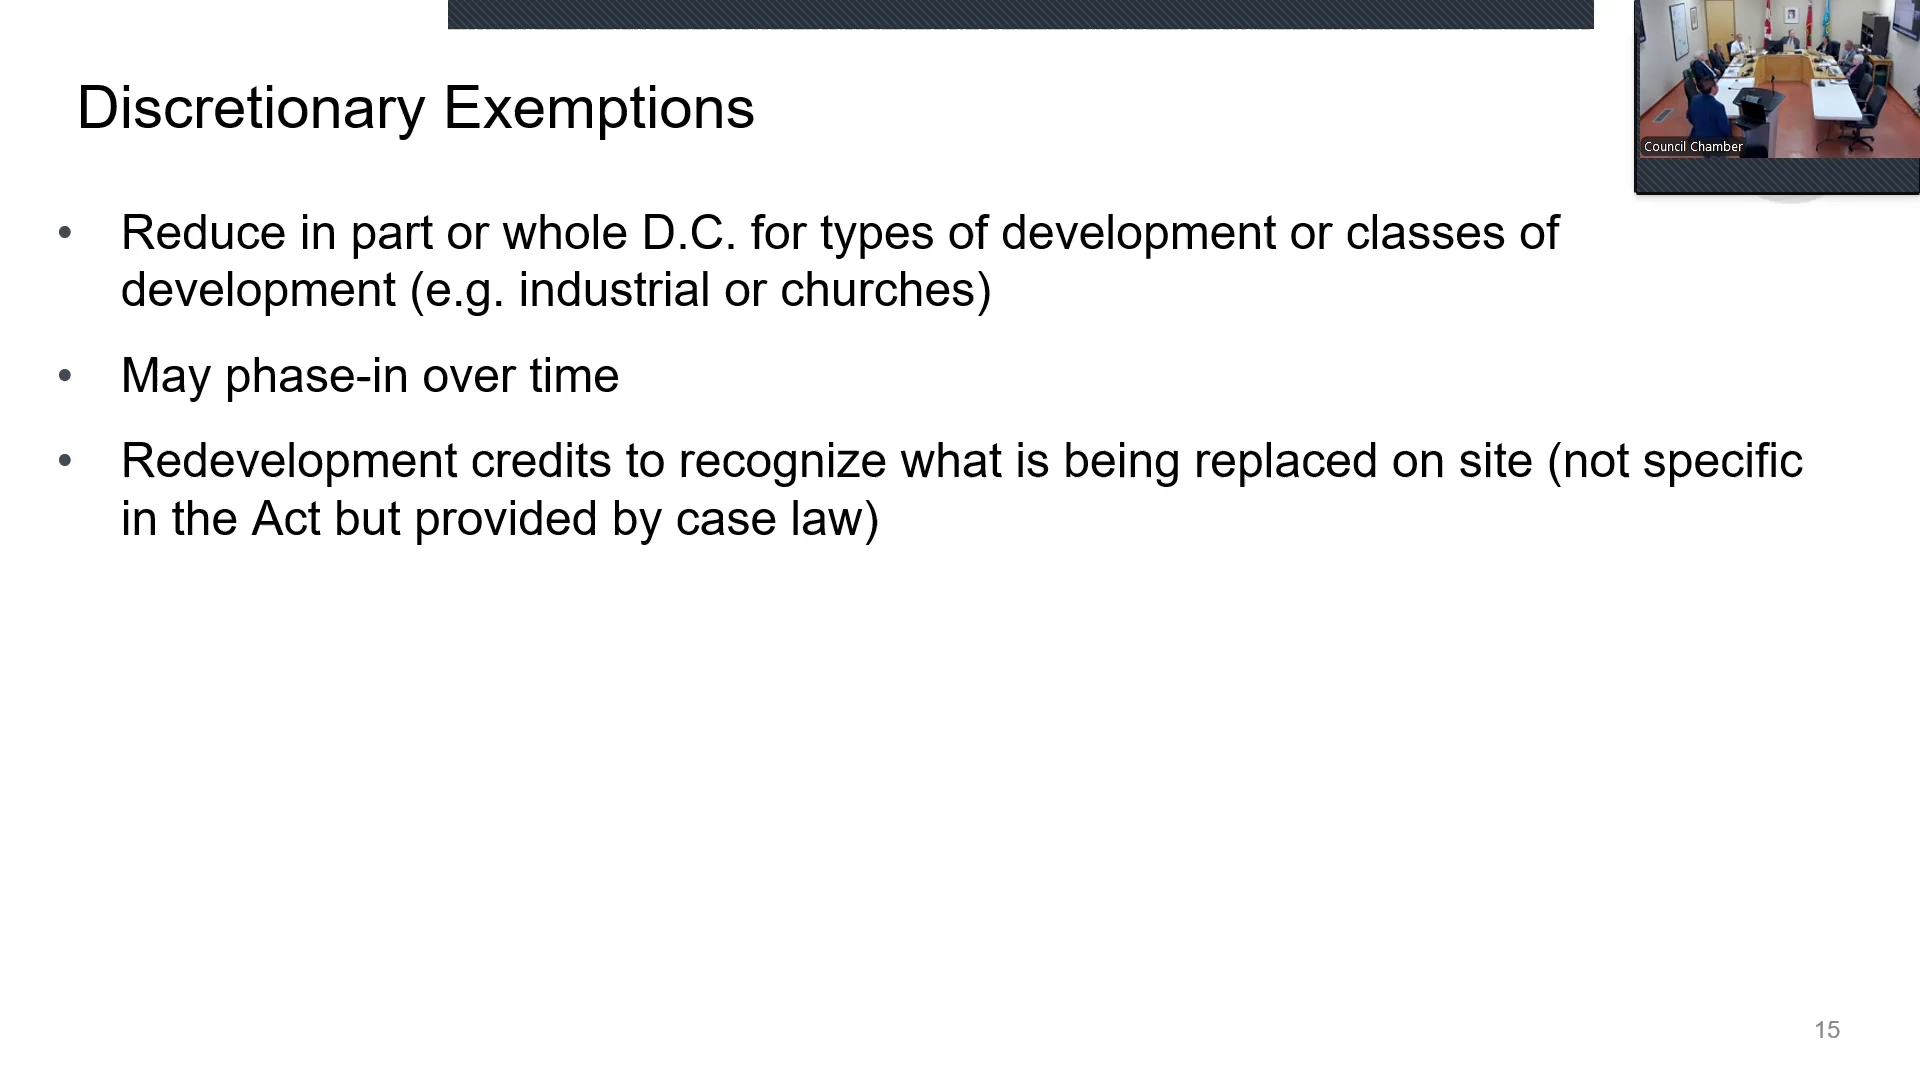 Council Chamber
Discretionary Exemptions
• Reduce in part or whole D.C. for types of development or classes of
development (e.g. industrial or churches)
• May phase-in over time
• Redevelopment credits to recognize what is being replaced on site (not specific
in the Act but provided by case law)
15